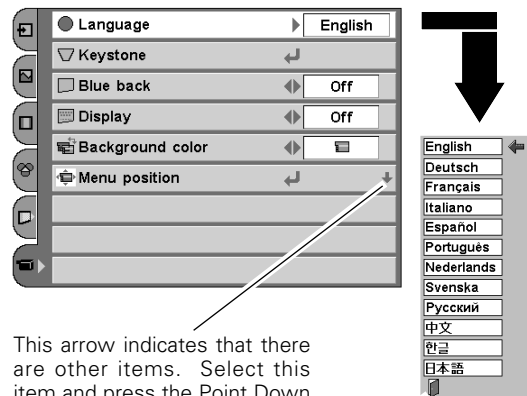 Language English
Keystone
Blue back Off
Display Off
Background color
Menu position
This arrow indicates that there
are other items. Select this
item and press the Point Down
English
Deutsch
Français
Italiano
Español
Português
Nederlands
Svenska
Русский
中文
한글
日本語